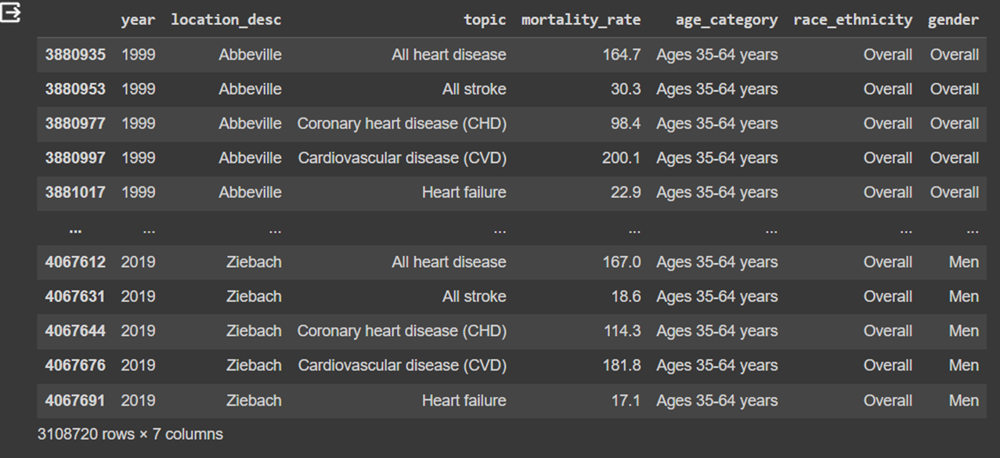 year location_desc topic mortality_rate age_category race_ethnicity gender
3880935 1999 Abbeville All heart disease 164.7 Ages 35-64 years Overall Overall
3880953 1999 Abbeville All stroke 30.3 Ages 35-64 years Overall Overall
3880977 1999 Abbeville Coronary heart disease (CHD) 98.4 Ages 35-64 years Overall Overall
3880997 1999 Abbeville Cardiovascular disease (CVD) 200.1 Ages 35-64 years Overall Overall
3881017 1999 Abbeville Heart failure 22.9 Ages 35-64 years Overall Overall
... ... ... ... ... ... ... ...
4067612 2019 Ziebach All heart disease 167.0 Ages 35-64 years Overall Men
4067631 2019 Ziebach All stroke 18.6 Ages 35-64 years Overall Men
4067644 2019 Ziebach Coronary heart disease (CHD) 114.3 Ages 35-64 years Overall Men
4067676 2019 Ziebach Cardiovascular disease (CVD) 181.8 Ages 35-64 years Overall Men
4067691 2019 Ziebach Heart failure 17.1 Ages 35-64 years Overall Men
3108720 rows × 7 columns